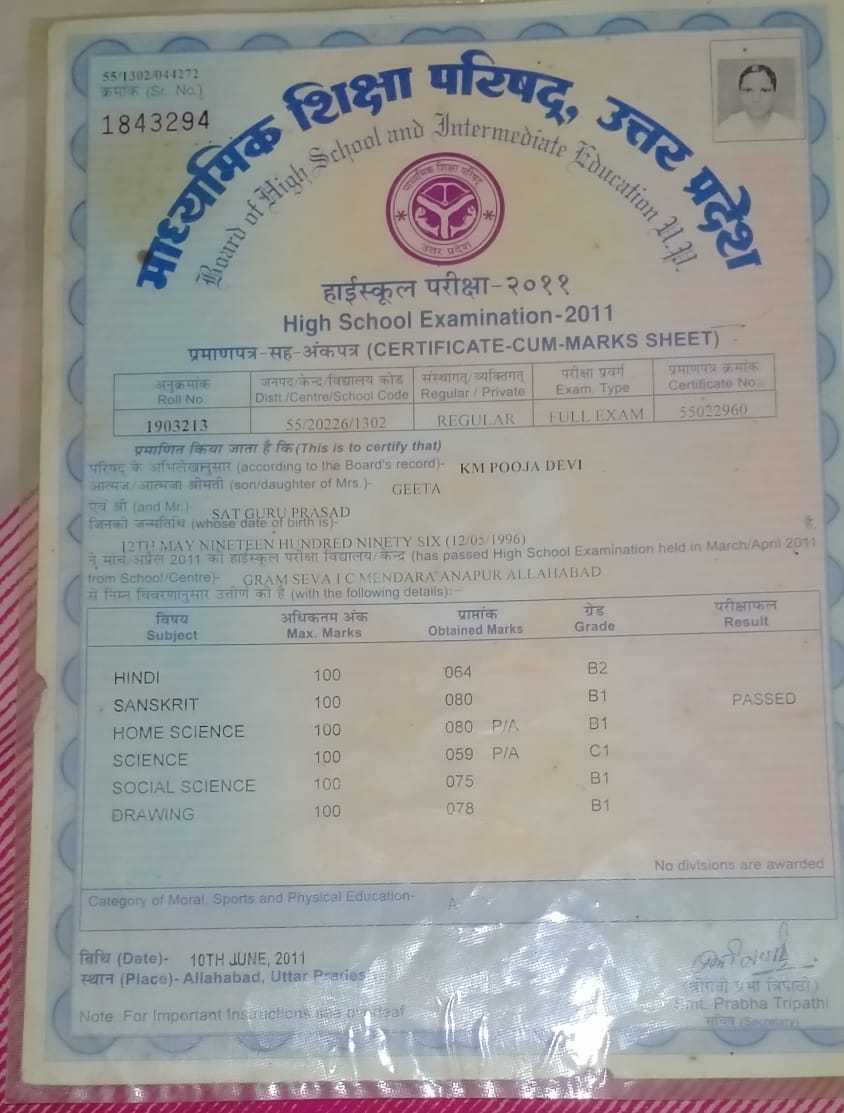 55/1302/044272
क्रमांक (Sr. No.)
1843294
माध्यमिक शिक्षा परिषद्, उत्तर प्रदेश
Board of High School and Intermediate Education U.P.
माध्यमिक शिक्षा परिषद
उत्तर प्रदेश
हाईस्कूल परीक्षा-२०११
High School Examination-2011
प्रमाणपत्र-सह-अंकपत्र (CERTIFICATE-CUM-MARKS SHEET)
अनुक्रमांक जनपद/केन्द्र/विद्यालय कोड संस्थागत/व्यक्तिगत् परीक्षा प्रवर्ग प्रमाणपत्र क्रमांक
Roll No. Distt./Centre/School Code Regular / Private Exam. Type Certificate No.
1903213 55/20226/1302 REGULAR FULL EXAM 55022960
प्रमाणित किया जाता है कि (This is to certify that)
परिषद के अभिलेखानुसार (according to the Board's record)- KM POOJA DEVI
आत्मज/आत्मजा श्रीमती (son/daughter of Mrs.)- GEETA
एवं श्री (and Mr.)- SAT GURU PRASAD
जिनकी जन्मतिथि (whose date of birth is)-
12TH MAY NINETEEN HUNDRED NINETY SIX (12/05/1996) है,
ने मार्च/अप्रैल 2011 की हाईस्कूल परीक्षा विद्यालय/केन्द्र (has passed High School Examination held in March/April 2011
from School/Centre)- GRAM SEVA I C MENDARA ANAPUR ALLAHABAD
से निम्न विवरणानुसार उत्तीर्ण की है (with the following details):-
विषय अधिकतम अंक प्राप्तांक ग्रेड परीक्षाफल
Subject Max. Marks Obtained Marks Grade Result
HINDI 100 064 B2
SANSKRIT 100 080 B1 PASSED
HOME SCIENCE 100 080 P/A B1
SCIENCE 100 059 P/A C1
SOCIAL SCIENCE 100 075 B1
DRAWING 100 078 B1
No divisions are awarded
Category of Moral, Sports and Physical Education- A
तिथि (Date)- 10TH JUNE, 2011
स्थान (Place)- Allahabad, Uttar Pradesh
(श्रीमती प्रभा त्रिपाठी)
Smt. Prabha Tripathi
सचिव (Secretary)
Note :For Important Instructions